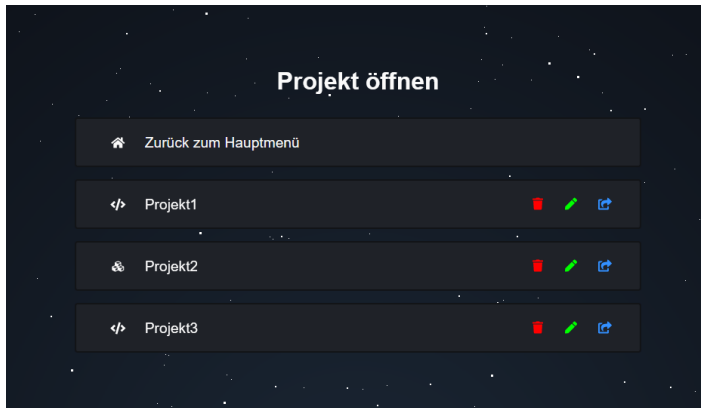 Projekt öffnen
Zurück zum Hauptmenü
Projekt1
Projekt2
Projekt3